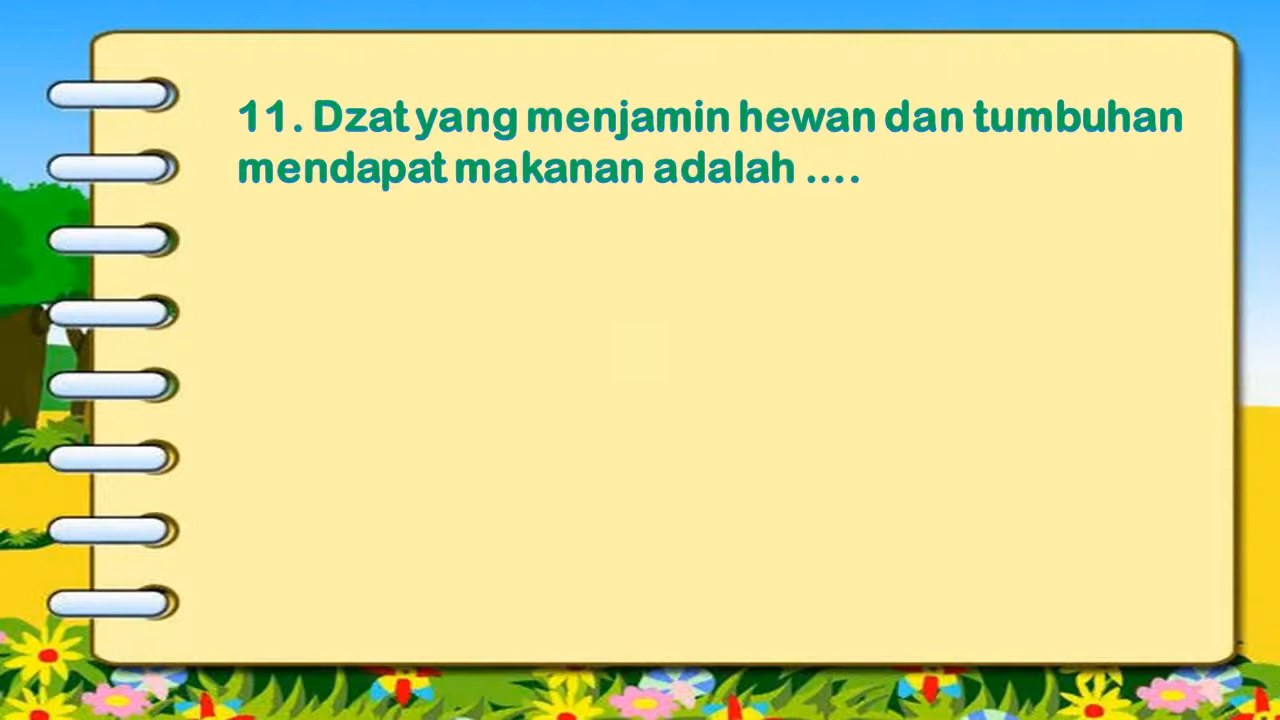 11. Dzat yang menjamin hewan dan tumbuhan
mendapat makanan adalah ....